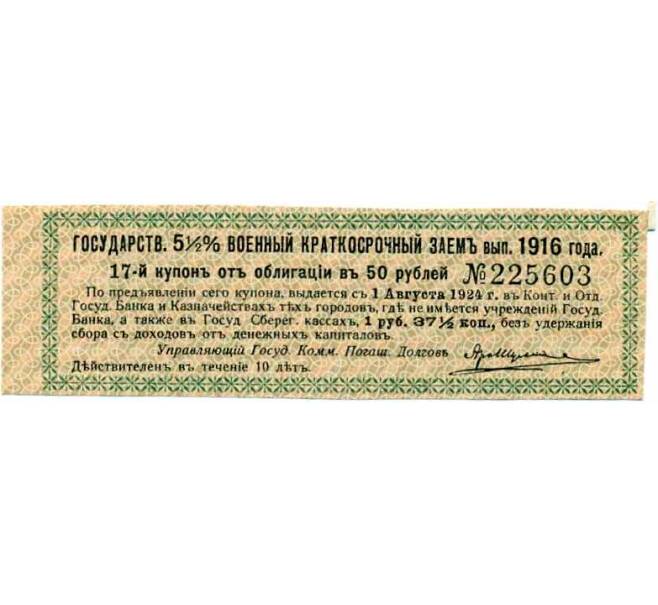 ГОСУДАРСТВ. 5½% ВОЕННЫЙ КРАТКОСРОЧНЫЙ ЗАЕМЪ вып. 1916 года.
17-й купонъ отъ облигаціи въ 50 рублей №225603
По предъявленіи сего купона, выдается съ 1 Августа 1924 г. въ Конт. и Отд.
Госуд. Банка и Казначействахъ тѣхъ городовъ, гдѣ не имѣется учрежденій Госуд.
Банка, а также въ Госуд. Сберег. кассахъ, 1 руб. 37½ коп., безъ удержанія
сбора съ доходовъ отъ денежныхъ капиталовъ.
Управляющій Госуд. Комм. Погаш. Долговъ
Дѣйствителенъ въ теченіе 10 лѣтъ.